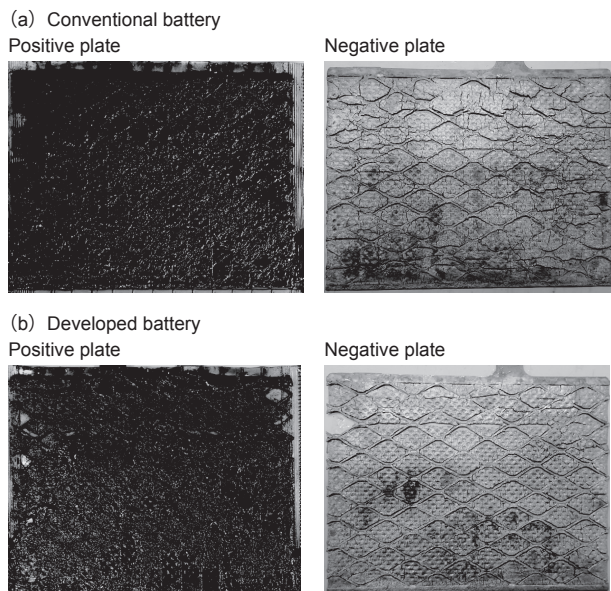 (a) Conventional battery
Positive plate
Negative plate
(b) Developed battery
Positive plate
Negative plate